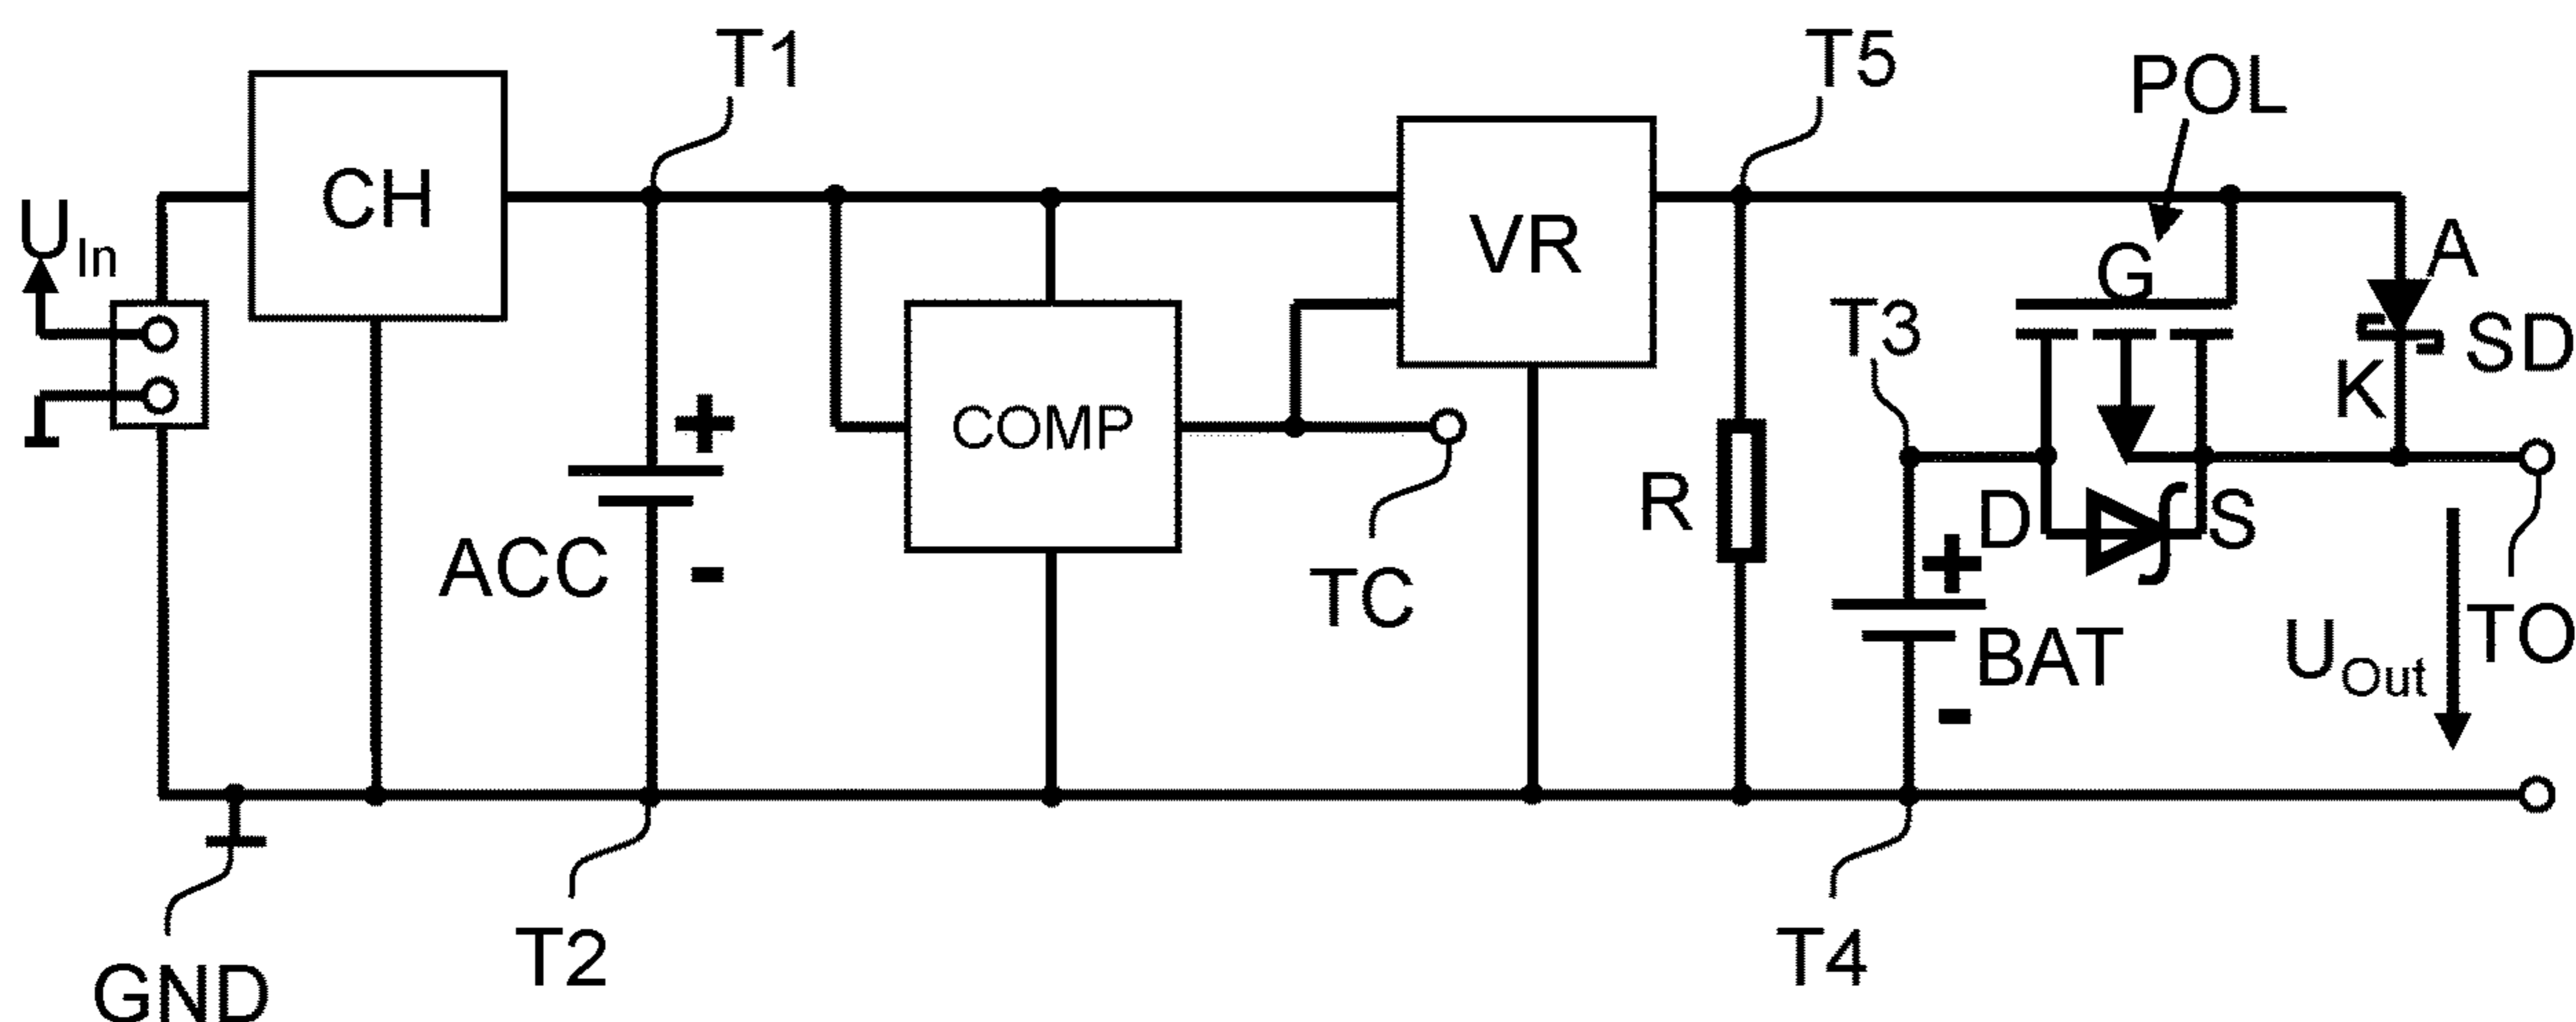 T1
T5
POL
CH
U In
VR
A
G
T3
SD
K
COMP
+
R
D
S
ACC
-
TC
+
BAT
U Out
TO
-
T2
T4
GND